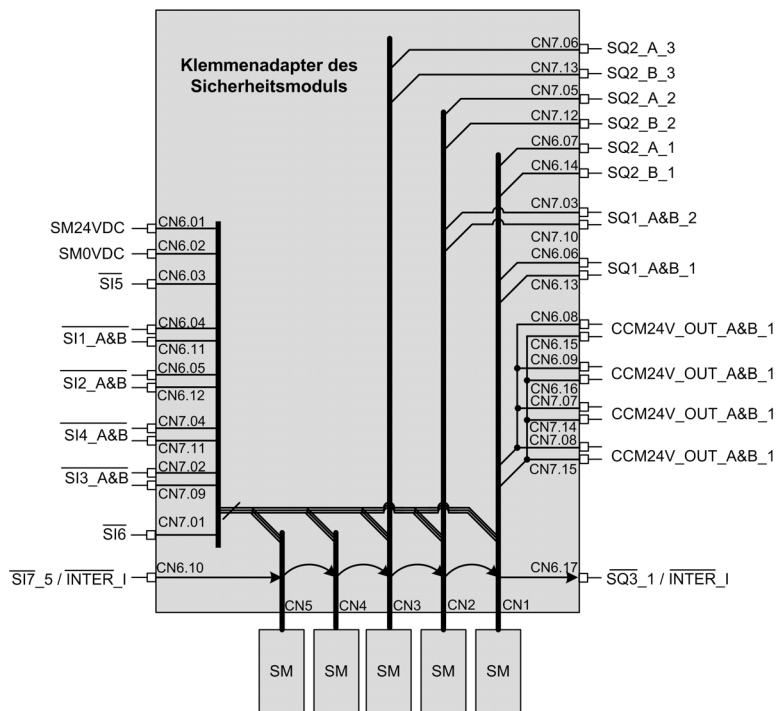 Klemmenadapter des
Sicherheitsmoduls
CN7.06
SQ2_A_3
CN7.13
SQ2_B_3
CN7.05
SQ2_A_2
CN7.12
SQ2_B_2
CN6.07
SQ2_A_1
CN6.14
SQ2_B_1
CN7.03
SQ1_A&B_2
CN7.10
CN6.06
SQ1_A&B_1
CN6.13
CN6.08
CCM24V_OUT_A&B_1
CN6.15
CN6.09
CCM24V_OUT_A&B_1
CN6.16
CN7.07
CCM24V_OUT_A&B_1
CN7.14
CN7.08
CCM24V_OUT_A&B_1
CN7.15
SM24VDC
CN6.01
SM0VDC
CN6.02
SI5
CN6.03
CN6.04
SI1_A&B
CN6.11
CN6.05
SI2_A&B
CN6.12
CN7.04
SI4_A&B
CN7.11
CN7.02
SI3_A&B
CN7.09
CN7.01
SI6
CN6.10
SI7_5 / INTER_I
CN6.17
SQ3_1 / INTER_I
CN5
CN4
CN3
CN2
CN1
SM
SM
SM
SM
SM